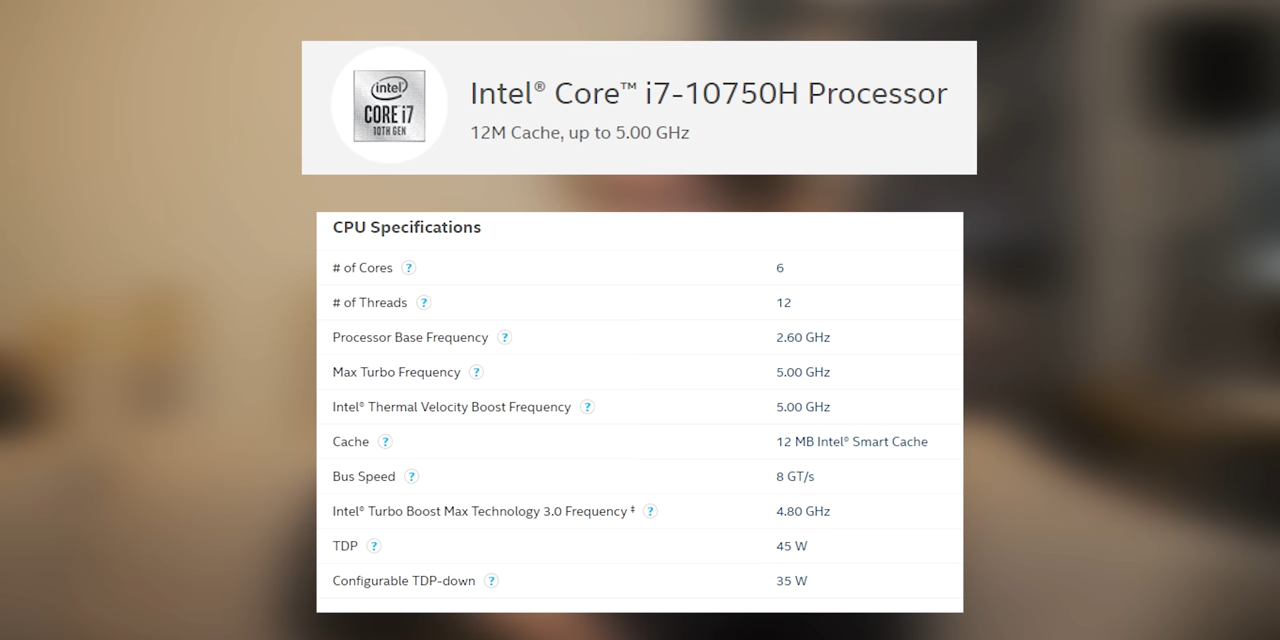 intel
CORE i7
10TH GEN
Intel® Core™ i7-10750H Processor
12M Cache, up to 5.00 GHz
CPU Specifications
# of Cores ? 6
# of Threads ? 12
Processor Base Frequency ? 2.60 GHz
Max Turbo Frequency ? 5.00 GHz
Intel® Thermal Velocity Boost Frequency ? 5.00 GHz
Cache ? 12 MB Intel® Smart Cache
Bus Speed ? 8 GT/s
Intel® Turbo Boost Max Technology 3.0 Frequency ‡ ? 4.80 GHz
TDP ? 45 W
Configurable TDP-down ? 35 W